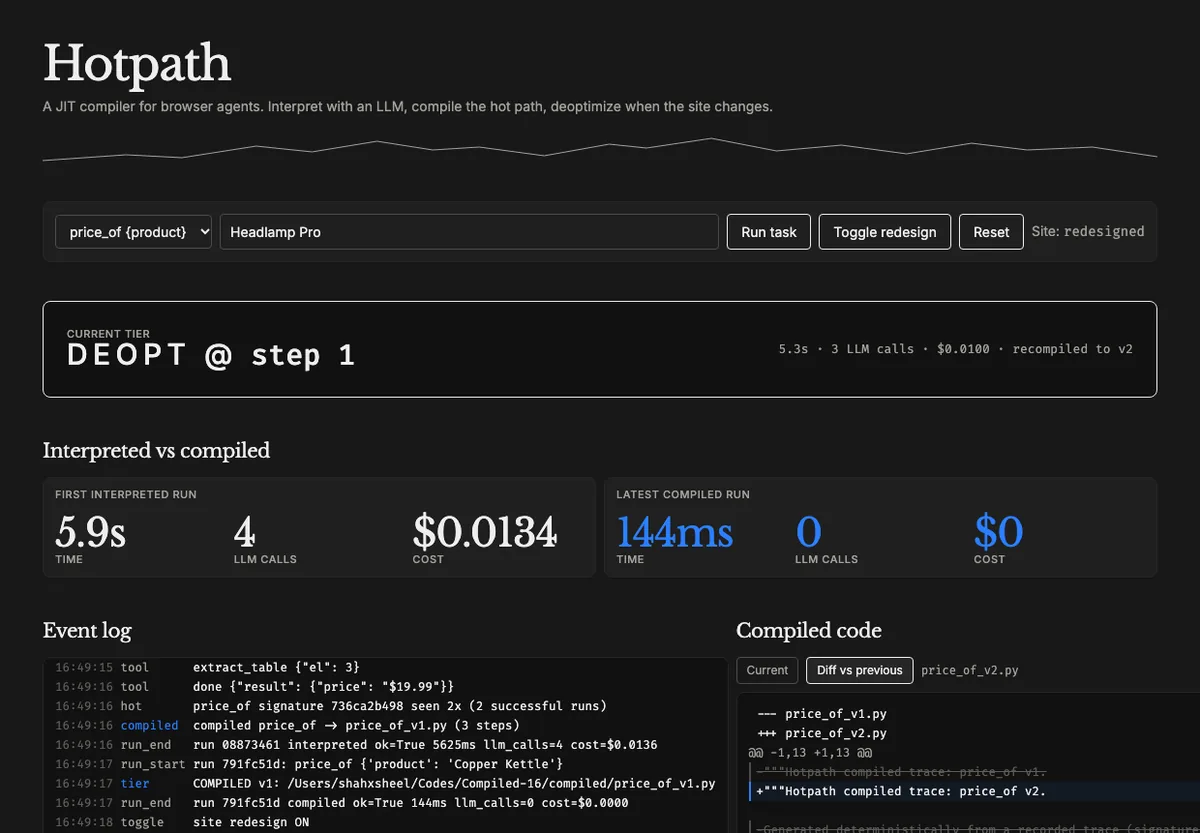 Hotpath
A JIT compiler for browser agents. Interpret with an LLM, compile the hot path, deoptimize when the site changes.
price_of {product}
Headlamp Pro
Run task
Toggle redesign
Reset
Site: redesigned
CURRENT TIER
DEOPT @ step 1
5.3s · 3 LLM calls · $0.0100 · recompiled to v2
Interpreted vs compiled
FIRST INTERPRETED RUN
5.9s
TIME
4
LLM CALLS
$0.0134
COST
LATEST COMPILED RUN
144ms
TIME
0
LLM CALLS
$0
COST
Event log
16:49:15 tool extract_table {"el": 3}
16:49:16 tool done {"result": {"price": "$19.99"}}
16:49:16 hot price_of signature 736ca2b498 seen 2x (2 successful runs)
16:49:16 compiled compiled price_of → price_of_v1.py (3 steps)
16:49:16 run_end run 08873461 interpreted ok=True 5625ms llm_calls=4 cost=$0.0136
16:49:17 run_start run 791fc51d: price_of {'product': 'Copper Kettle'}
16:49:17 tier COMPILED v1: /Users/shahxsheel/Codes/Compiled-16/compiled/price_of_v1.py
16:49:17 run_end run 791fc51d compiled ok=True 144ms llm_calls=0 cost=$0.0000
16:49:18 toggle site redesign ON
Compiled code
Current
Diff vs previous
price_of_v2.py
--- price_of_v1.py
+++ price_of_v2.py
@@ -1,13 +1,13 @@
-"""Hotpath compiled trace: price_of v1.
+"""Hotpath compiled trace: price_of v2.
-Generated deterministically from a recorded trace (signature